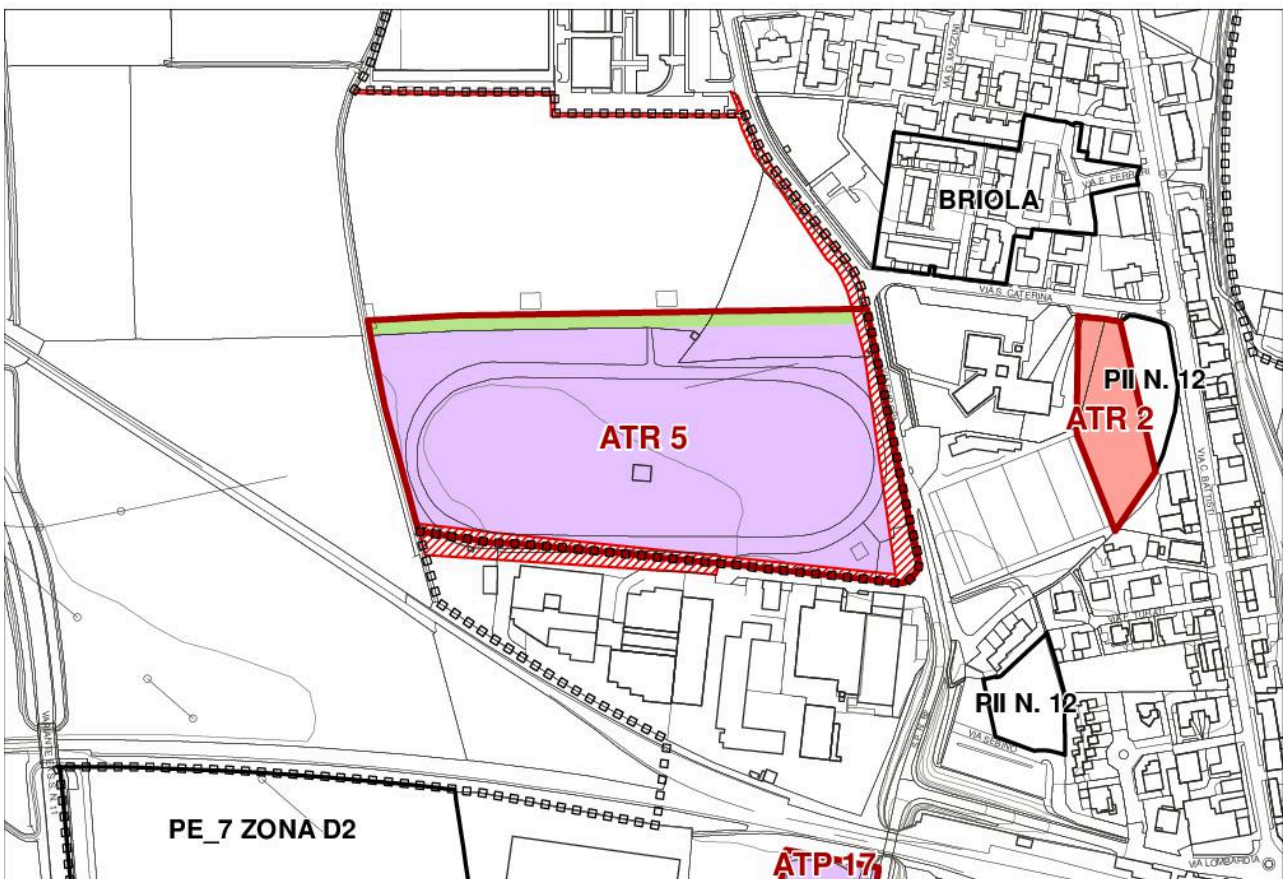 VIA G. MAZZINI
BRIOLA
VIA E. FERRARI
VIA S. CATERINA
PII N. 12
ATR 2
ATR 5
VIA C. BATTISTI
VIA F. TURATI
PII N. 12
VIA SEBINO
PE_7 ZONA D2
ATP 17
VIA LOMBARDIA